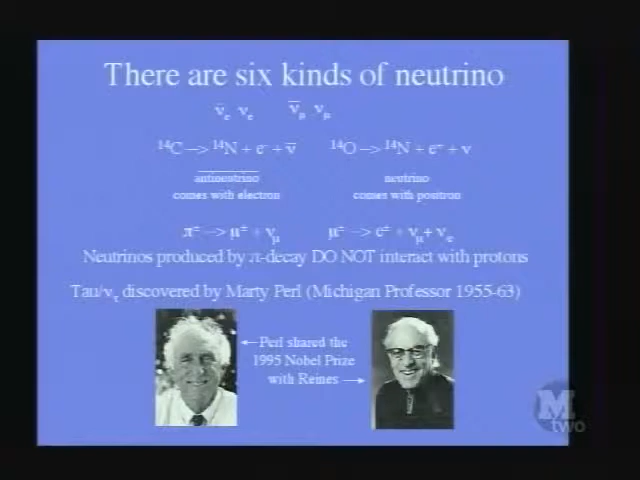 There are six kinds of neutrino
ν̄e νe ν̄μ νμ
¹⁴C –> ¹⁴N + e⁻ + ν̄ ¹⁴O –> ¹⁴N + e⁺ + ν
antineutrino neutrino
comes with electron comes with positron
π± –> μ± + νμ μ± –> e± + νμ + νe
Neutrinos produced by π-decay DO NOT interact with protons
Tau/ντ discovered by Marty Perl (Michigan Professor 1955-63)
Perl shared the
1995 Nobel Prize
with Reines
M
two